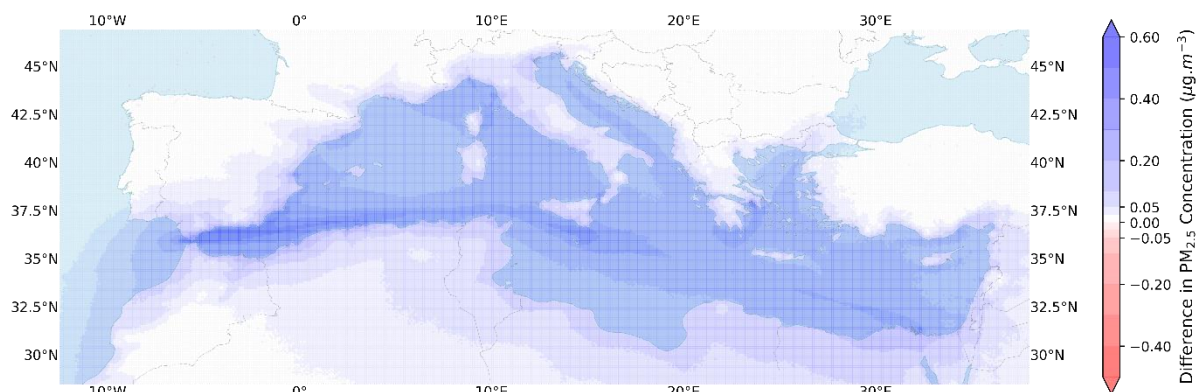 10°W 0° 10°E 20°E 30°E
45°N 45°N
42.5°N 42.5°N
40°N 40°N
37.5°N 37.5°N
35°N 35°N
32.5°N 32.5°N
30°N 30°N
10°W 0° 10°E 20°E 30°E
0.60
0.40
0.20
0.05
0.00
−0.05
−0.20
−0.40
Difference in PM2.5 Concentration (μg.m−3)